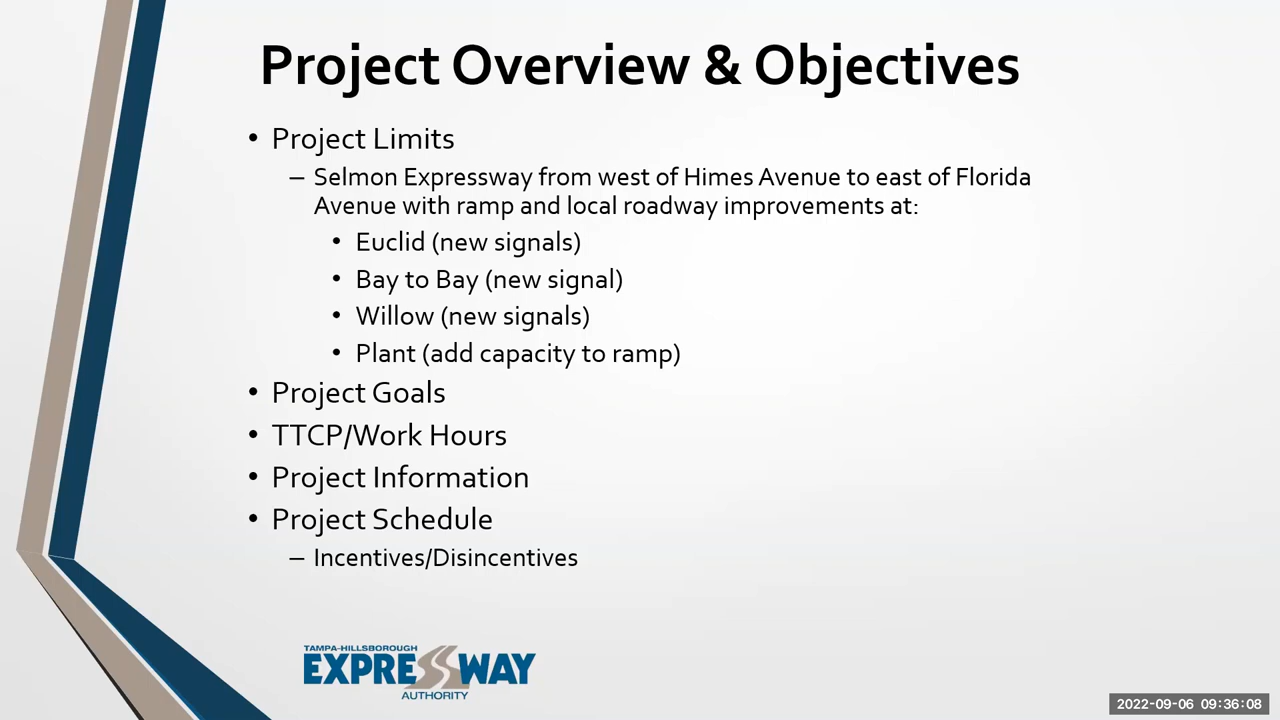 Project Overview & Objectives
• Project Limits
– Selmon Expressway from west of Himes Avenue to east of Florida
Avenue with ramp and local roadway improvements at:
• Euclid (new signals)
• Bay to Bay (new signal)
• Willow (new signals)
• Plant (add capacity to ramp)
• Project Goals
• TTCP/Work Hours
• Project Information
• Project Schedule
– Incentives/Disincentives
TAMPA-HILLSBOROUGH
EXPRESSWAY
AUTHORITY
2022-09-06 09:36:08